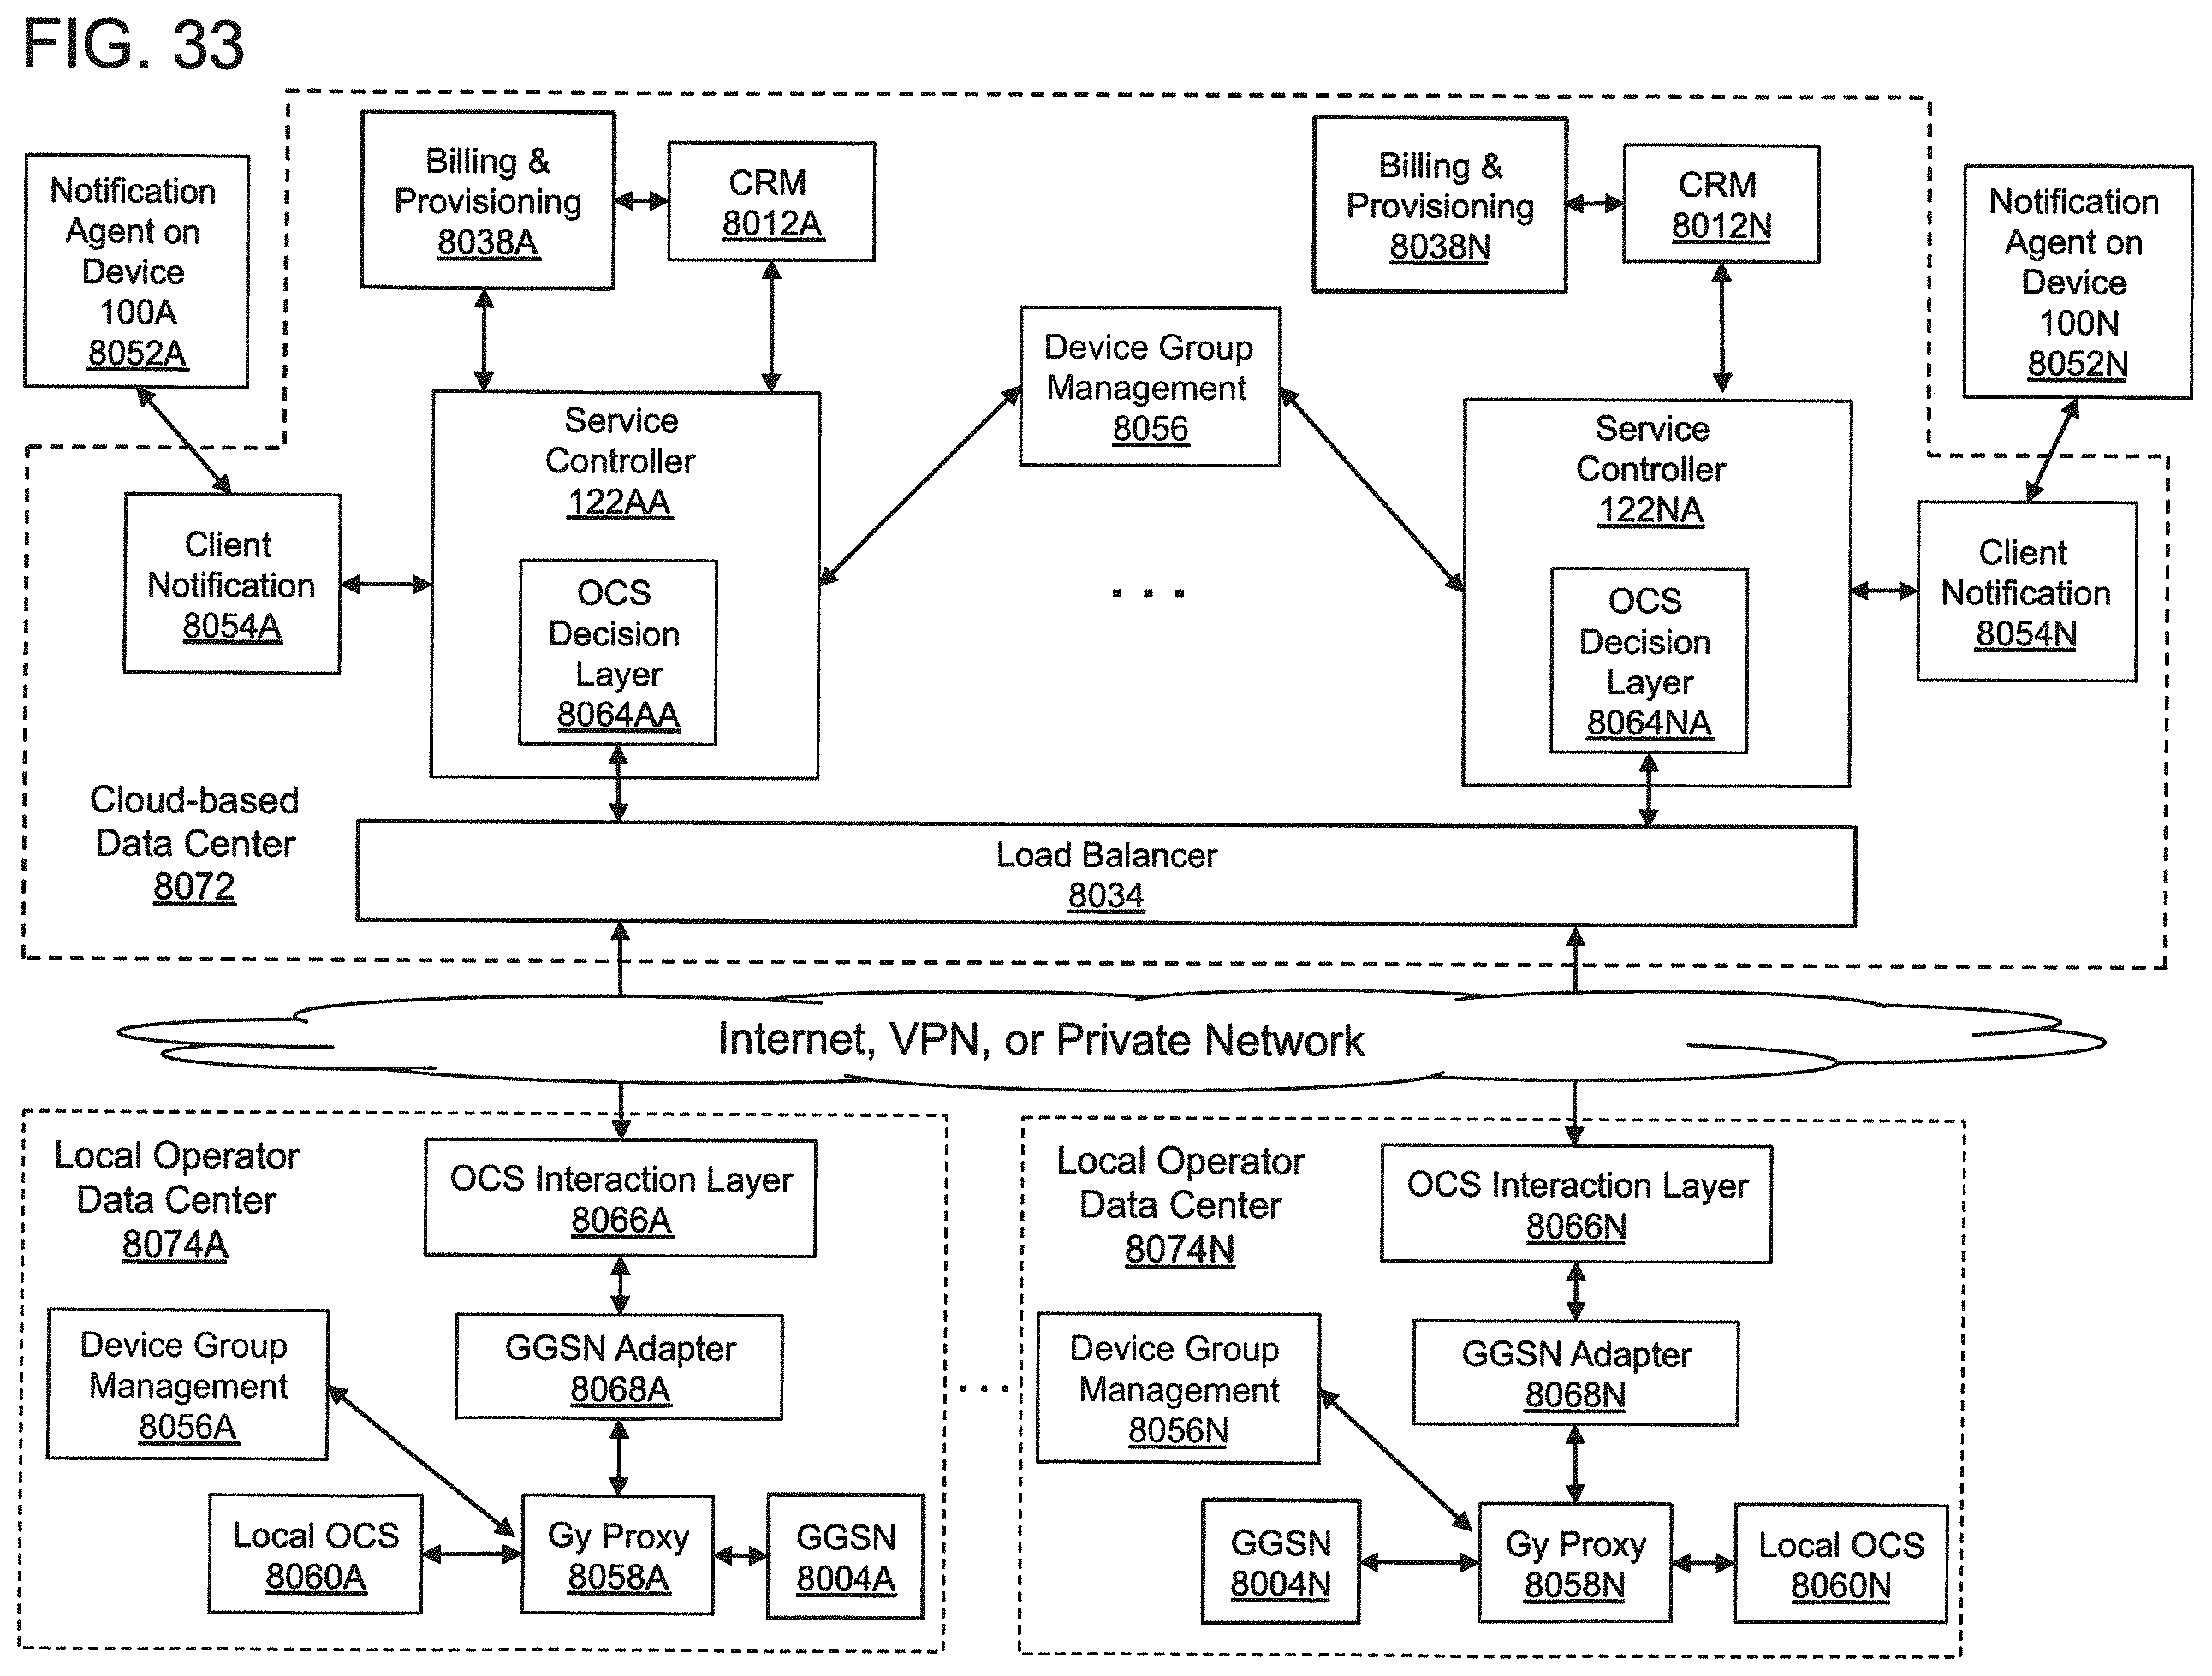 FIG. 33
Billing &
Provisioning
8038A
CRM
8012A
Billing &
Provisioning
8038N
CRM
8012N
Notification
Agent on
Device
100A
8052A
Notification
Agent on
Device
100N
8052N
Device Group
Management
8056
Service
Controller
122AA
Service
Controller
122NA
Client
Notification
8054A
OCS
Decision
Layer
8064AA
. . .
OCS
Decision
Layer
8064NA
Client
Notification
8054N
Cloud-based
Data Center
8072
Load Balancer
8034
Internet, VPN, or Private Network
Local Operator
Data Center
8074A
OCS Interaction Layer
8066A
Device Group
Management
8056A
GGSN Adapter
8068A
Local OCS
8060A
Gy Proxy
8058A
GGSN
8004A
. . .
Local Operator
Data Center
8074N
OCS Interaction Layer
8066N
Device Group
Management
8056N
GGSN Adapter
8068N
GGSN
8004N
Gy Proxy
8058N
Local OCS
8060N